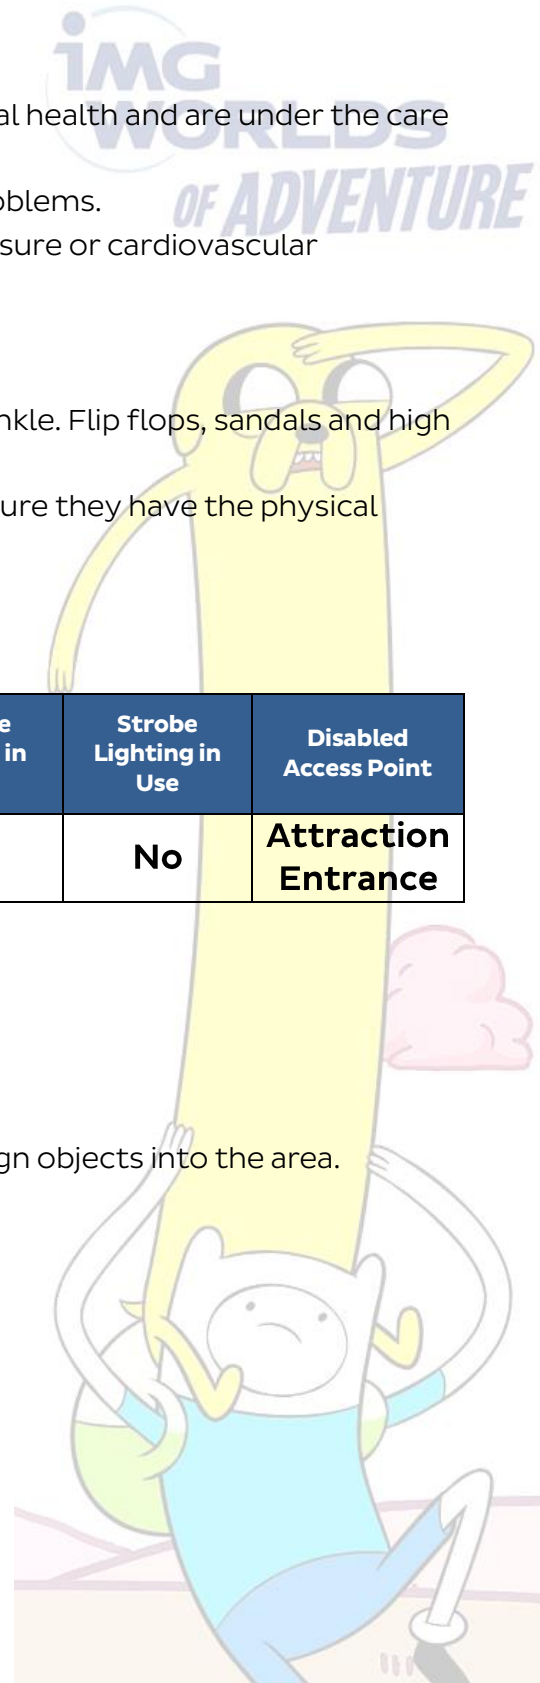 iMG
WORLDS
OF ADVENTURE
al health and are under the care
oblems.
sure or cardiovascular
nkle. Flip flops, sandals and high
ure they have the physical
e
in
Strobe
Lighting in
Use
Disabled
Access Point
No
Attraction
Entrance
gn objects into the area.